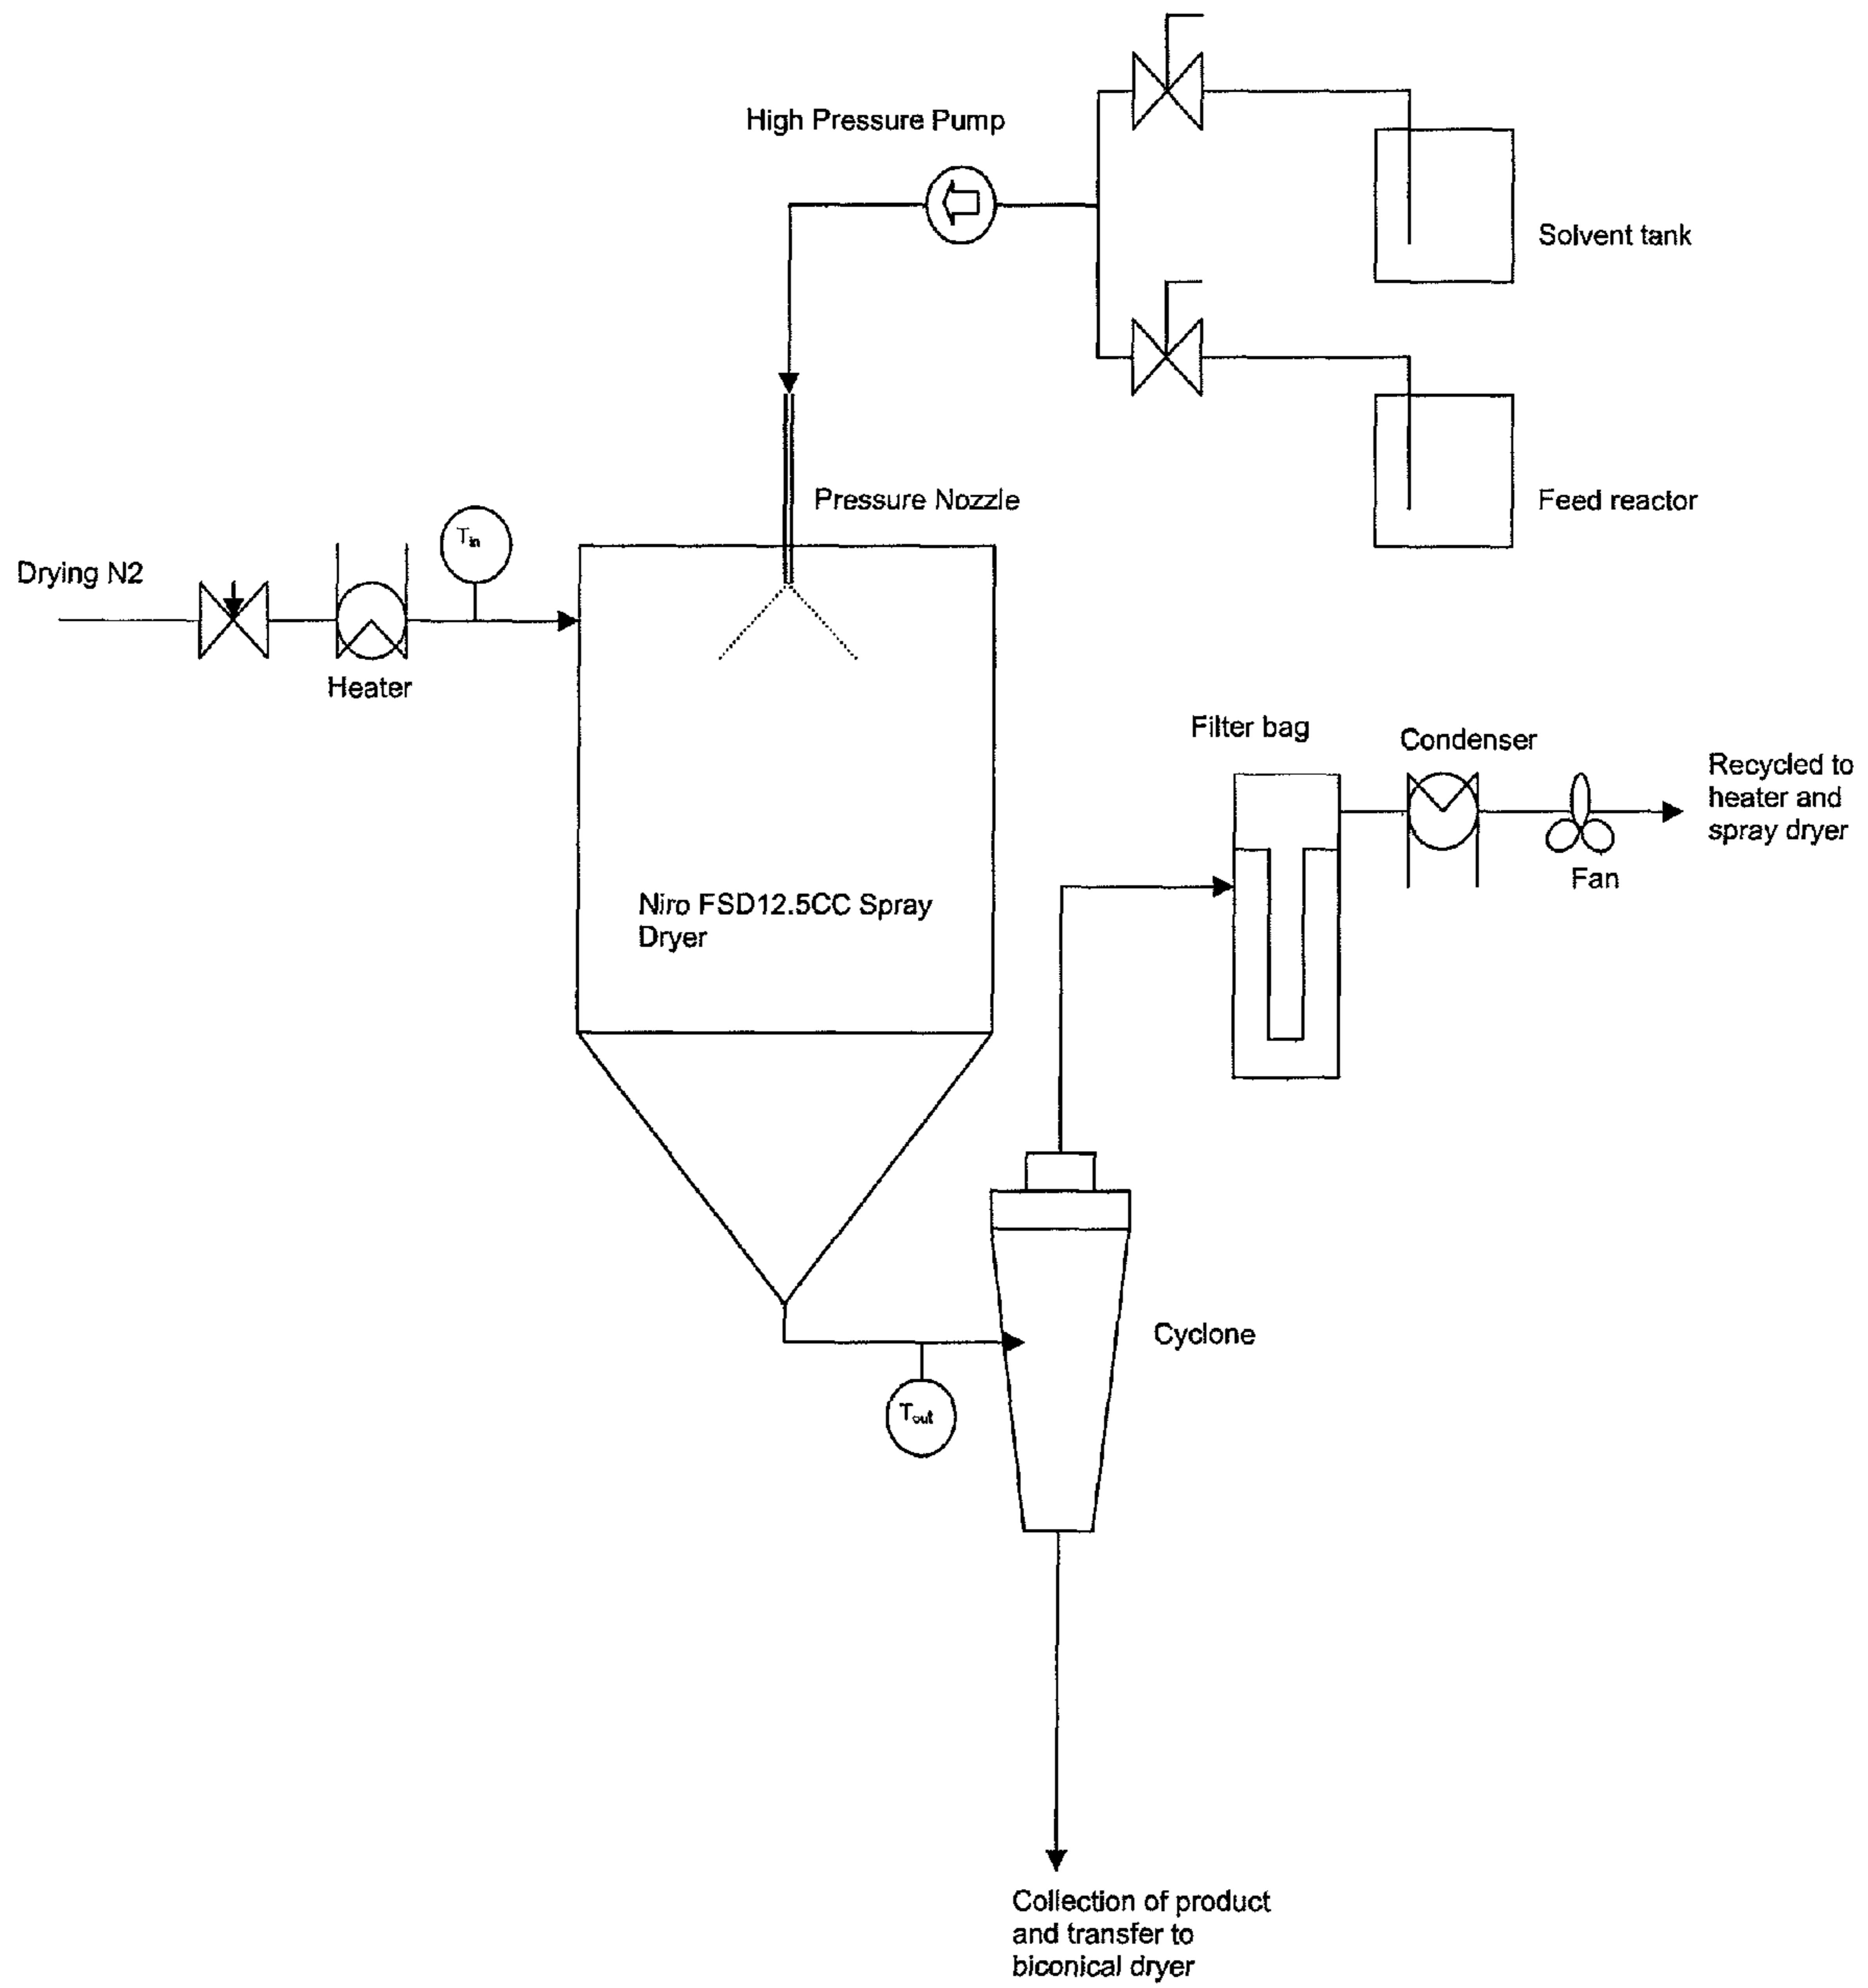 High Pressure Pump
Solvent tank
Pressure Nozzle
Feed reactor
Tin
Drying N2
Heater
Filter bag
Condenser
Recycled to
heater and
spray dryer
Fan
Niro FSD12.5CC Spray
Dryer
Cyclone
Tout
Collection of product
and transfer to
biconical dryer